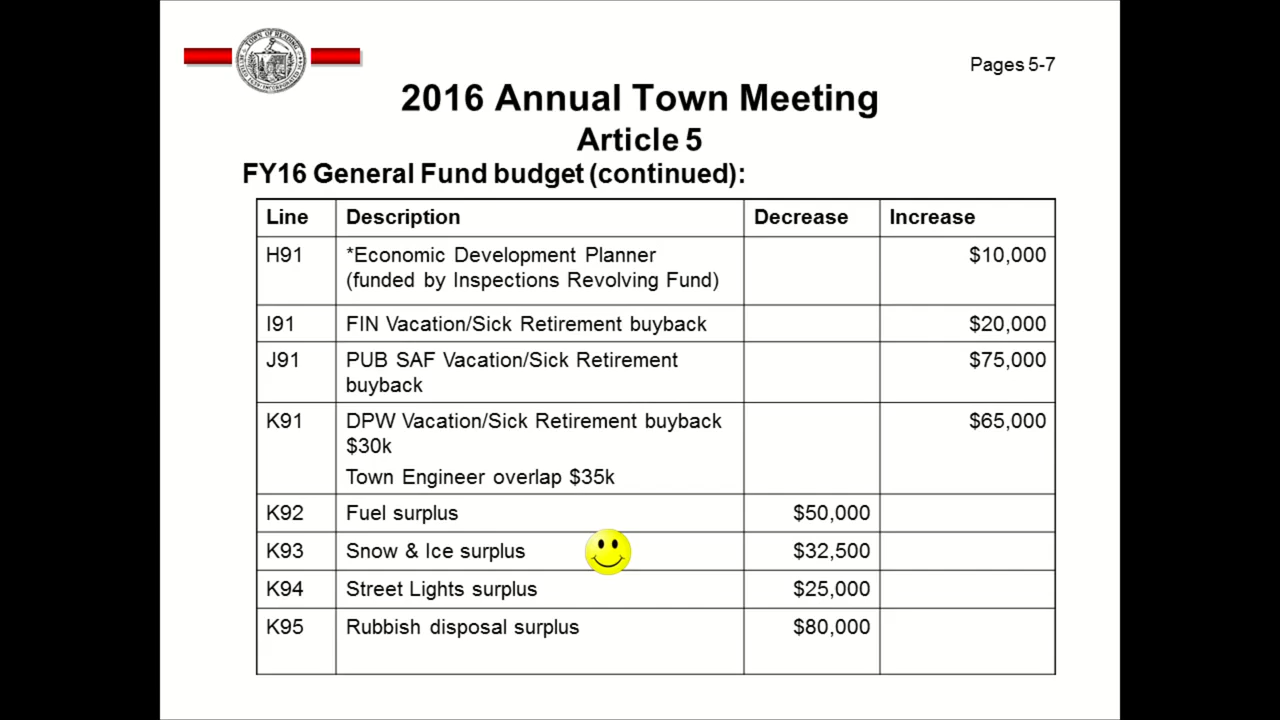 Pages 5-7
2016 Annual Town Meeting
Article 5
FY16 General Fund budget (continued):
Line Description Decrease Increase
H91 *Economic Development Planner $10,000
(funded by Inspections Revolving Fund)
I91 FIN Vacation/Sick Retirement buyback $20,000
J91 PUB SAF Vacation/Sick Retirement $75,000
buyback
K91 DPW Vacation/Sick Retirement buyback $65,000
$30k
Town Engineer overlap $35k
K92 Fuel surplus $50,000
K93 Snow & Ice surplus $32,500
K94 Street Lights surplus $25,000
K95 Rubbish disposal surplus $80,000